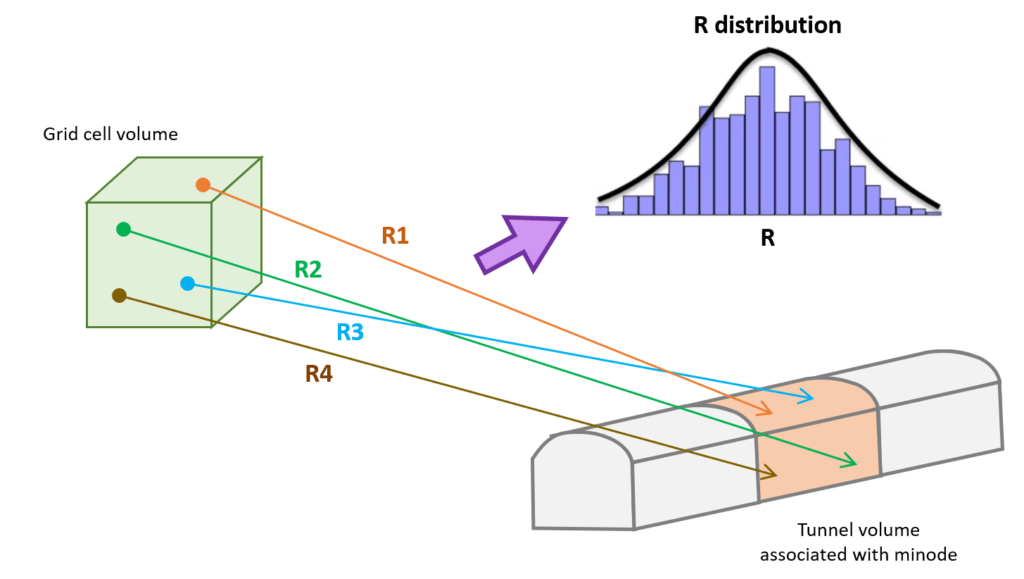 R distribution
Grid cell volume
R1
R
R2
R3
R4
Tunnel volume
associated with minode